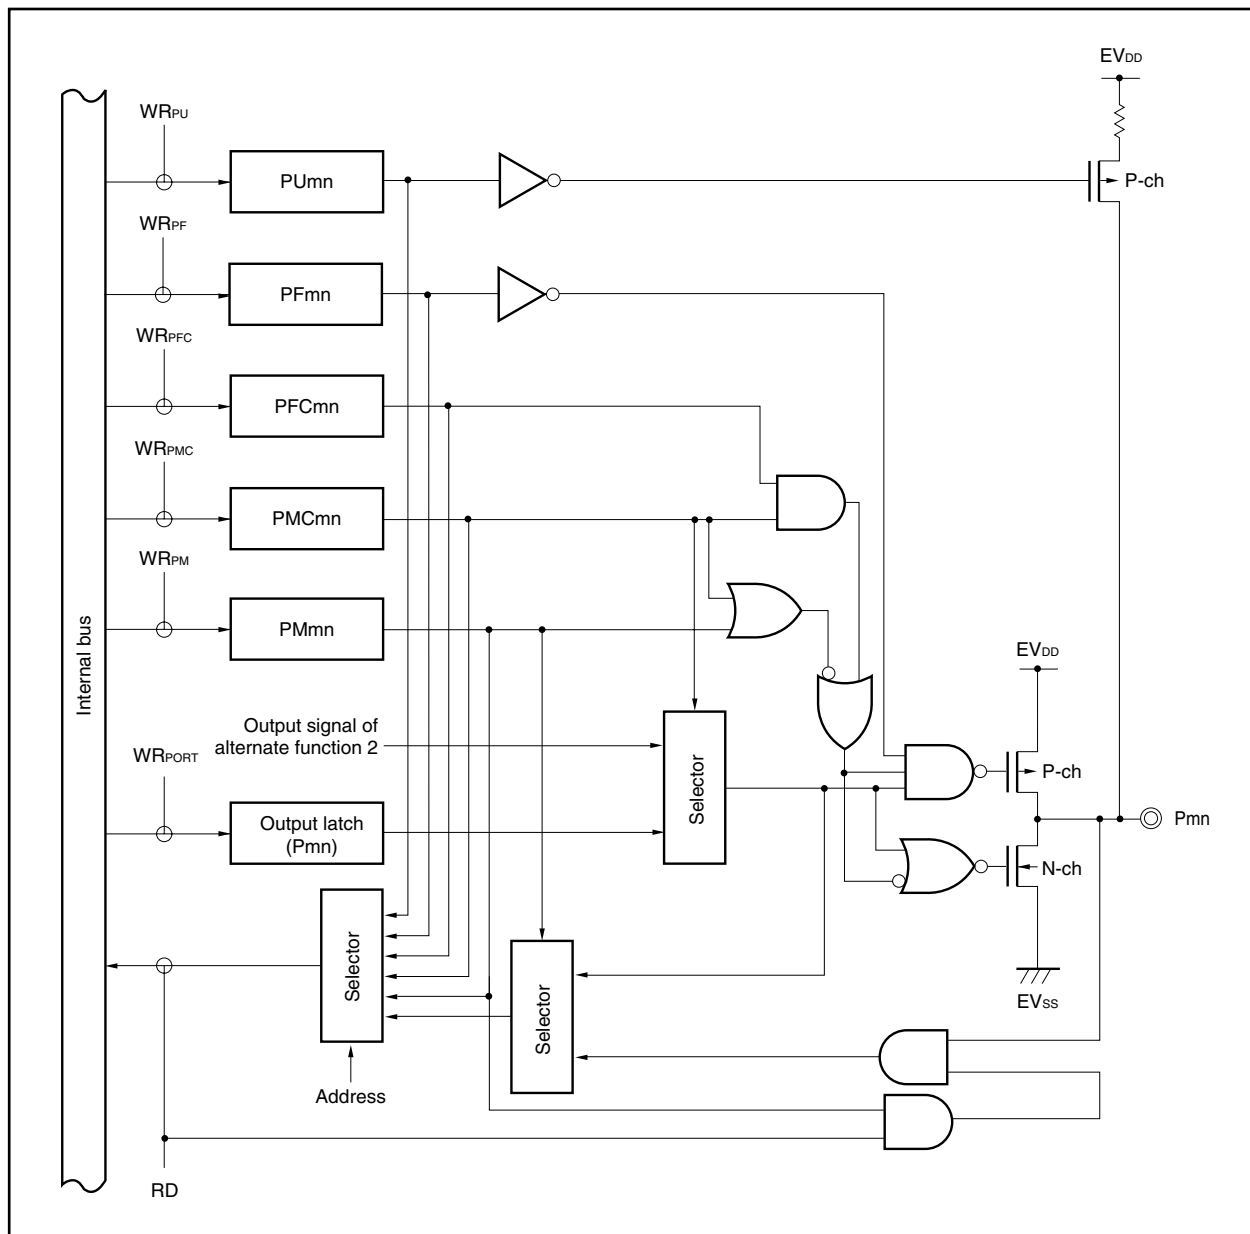 EVDD
WRPU
PUmn
P-ch
WRPF
PFmn
WRPFC
PFCmn
WRPMC
PMCmn
WRPM
PMmn
Internal bus
EVDD
Output signal of
alternate function 2
WRPORT
Selector
P-ch
Output latch
(Pmn)
Pmn
N-ch
Selector
Selector
EVSS
Address
RD